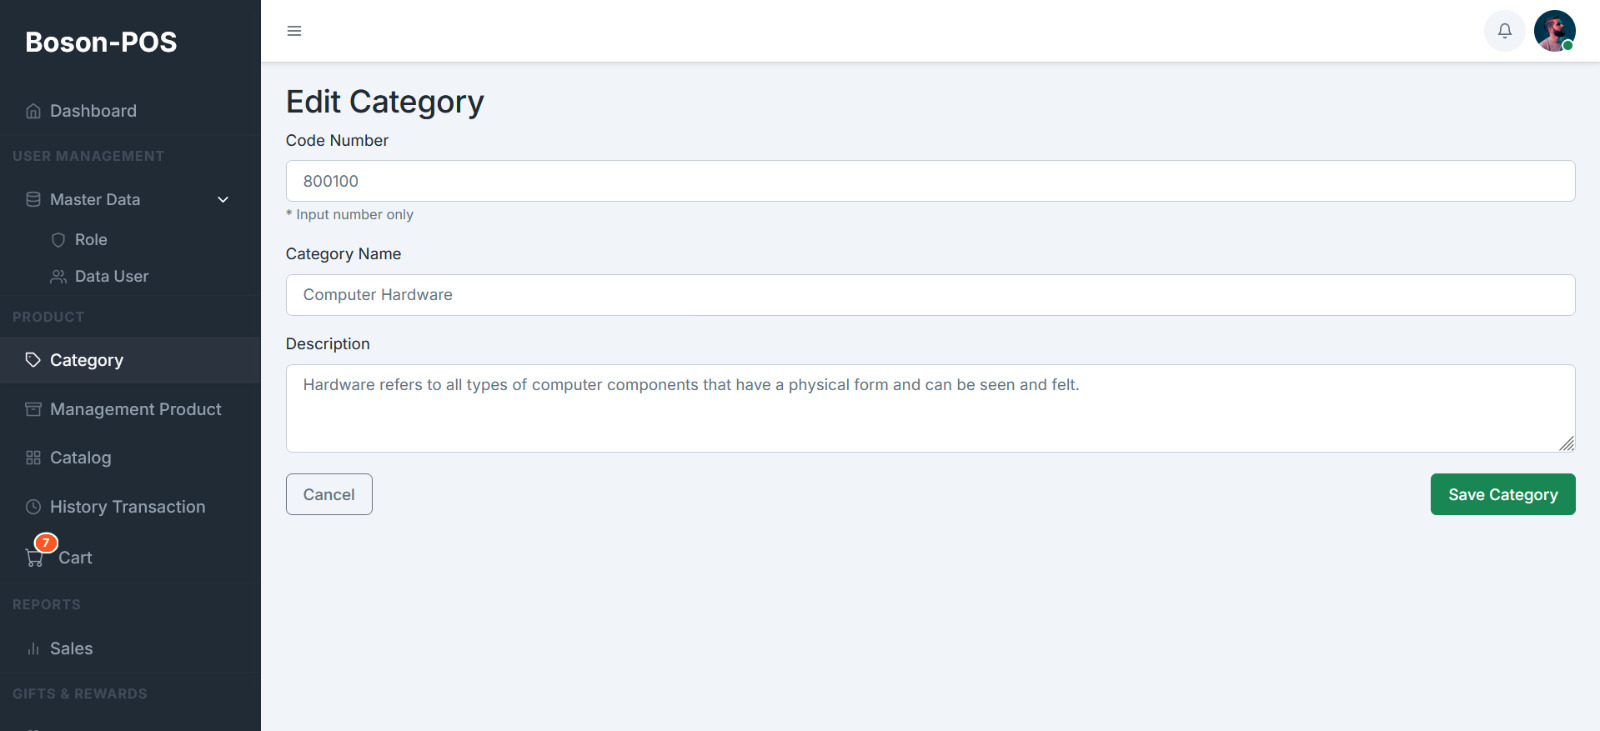 Boson-POS
Dashboard
USER MANAGEMENT
Master Data
Role
Data User
PRODUCT
Category
Management Product
Catalog
History Transaction
7
Cart
REPORTS
Sales
GIFTS & REWARDS
Edit Category
Code Number
800100
* Input number only
Category Name
Computer Hardware
Description
Hardware refers to all types of computer components that have a physical form and can be seen and felt.
Cancel
Save Category